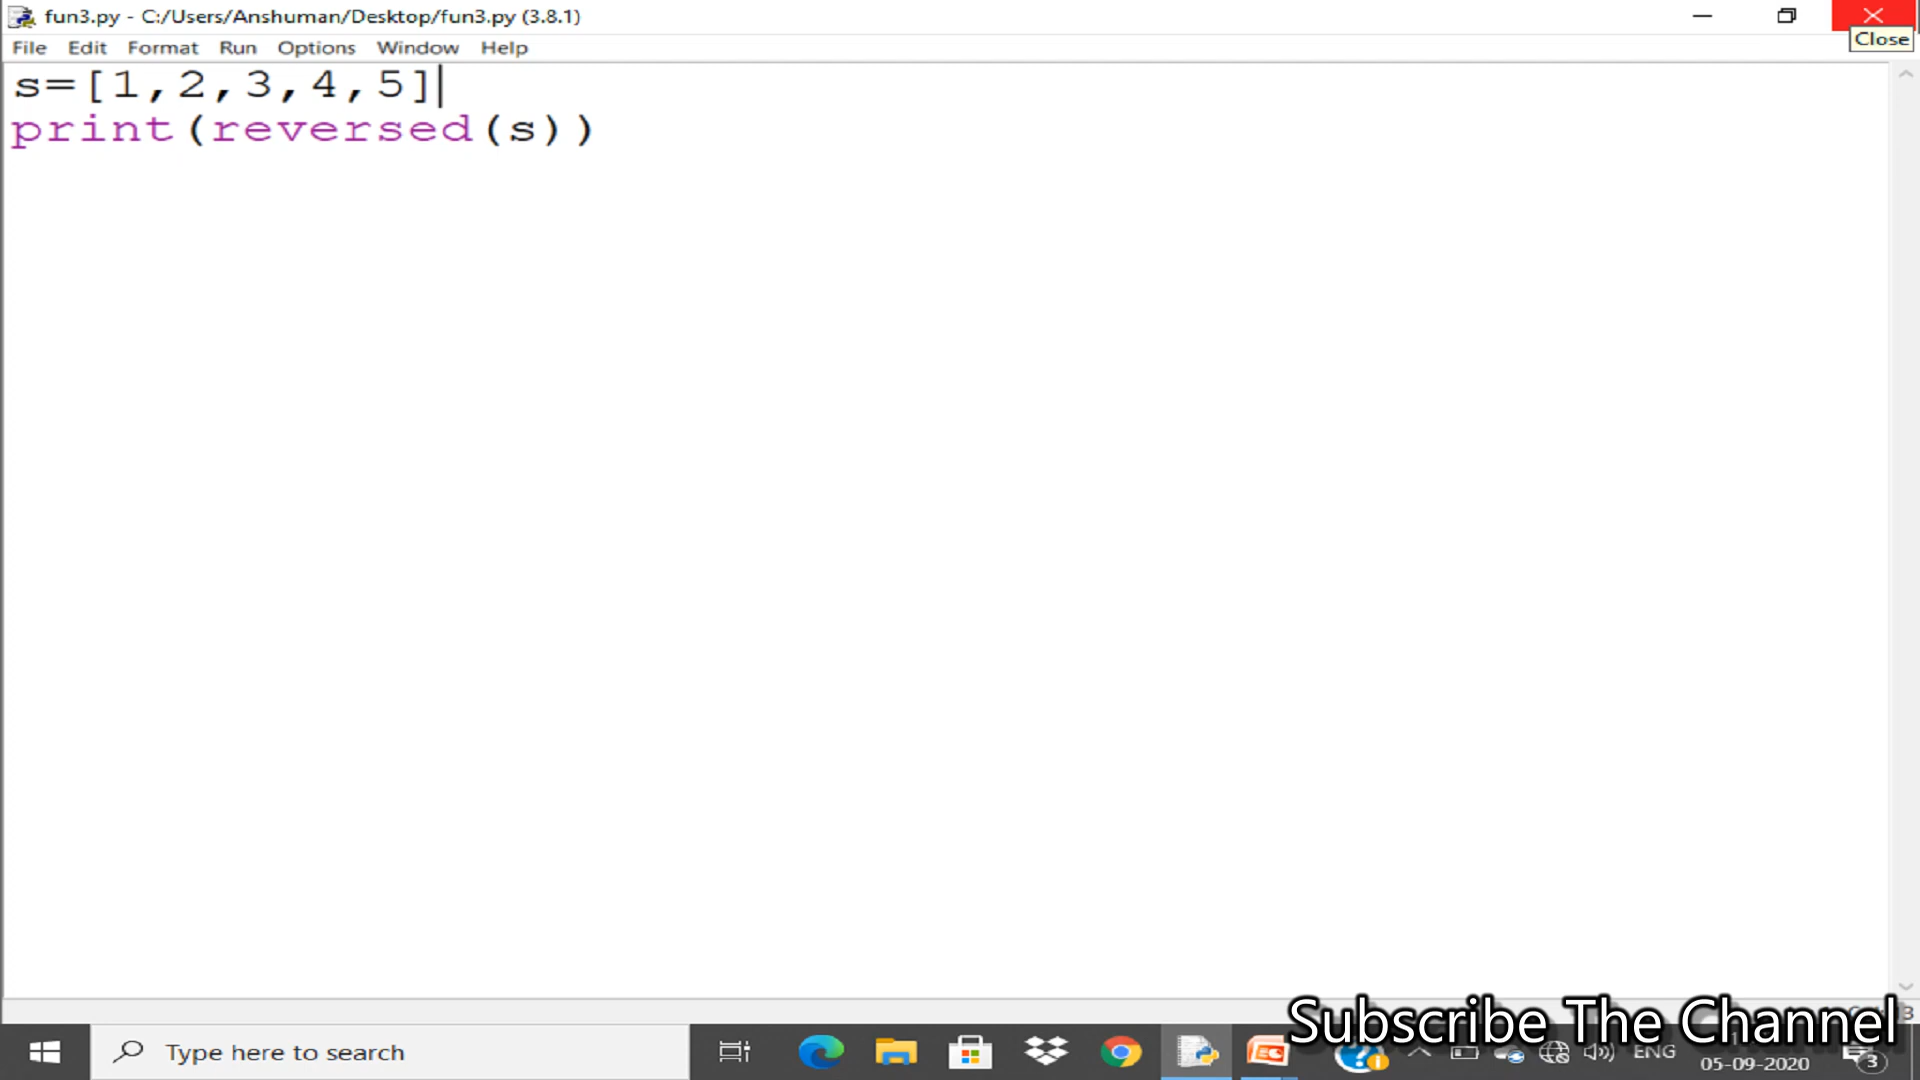 fun3.py - C:/Users/Anshuman/Desktop/fun3.py (3.8.1)
Close
File Edit Format Run Options Window Help
s=[1,2,3,4,5]
print(reversed(s))
Subscribe The Channel
Type here to search
ENG
05-09-2020
3